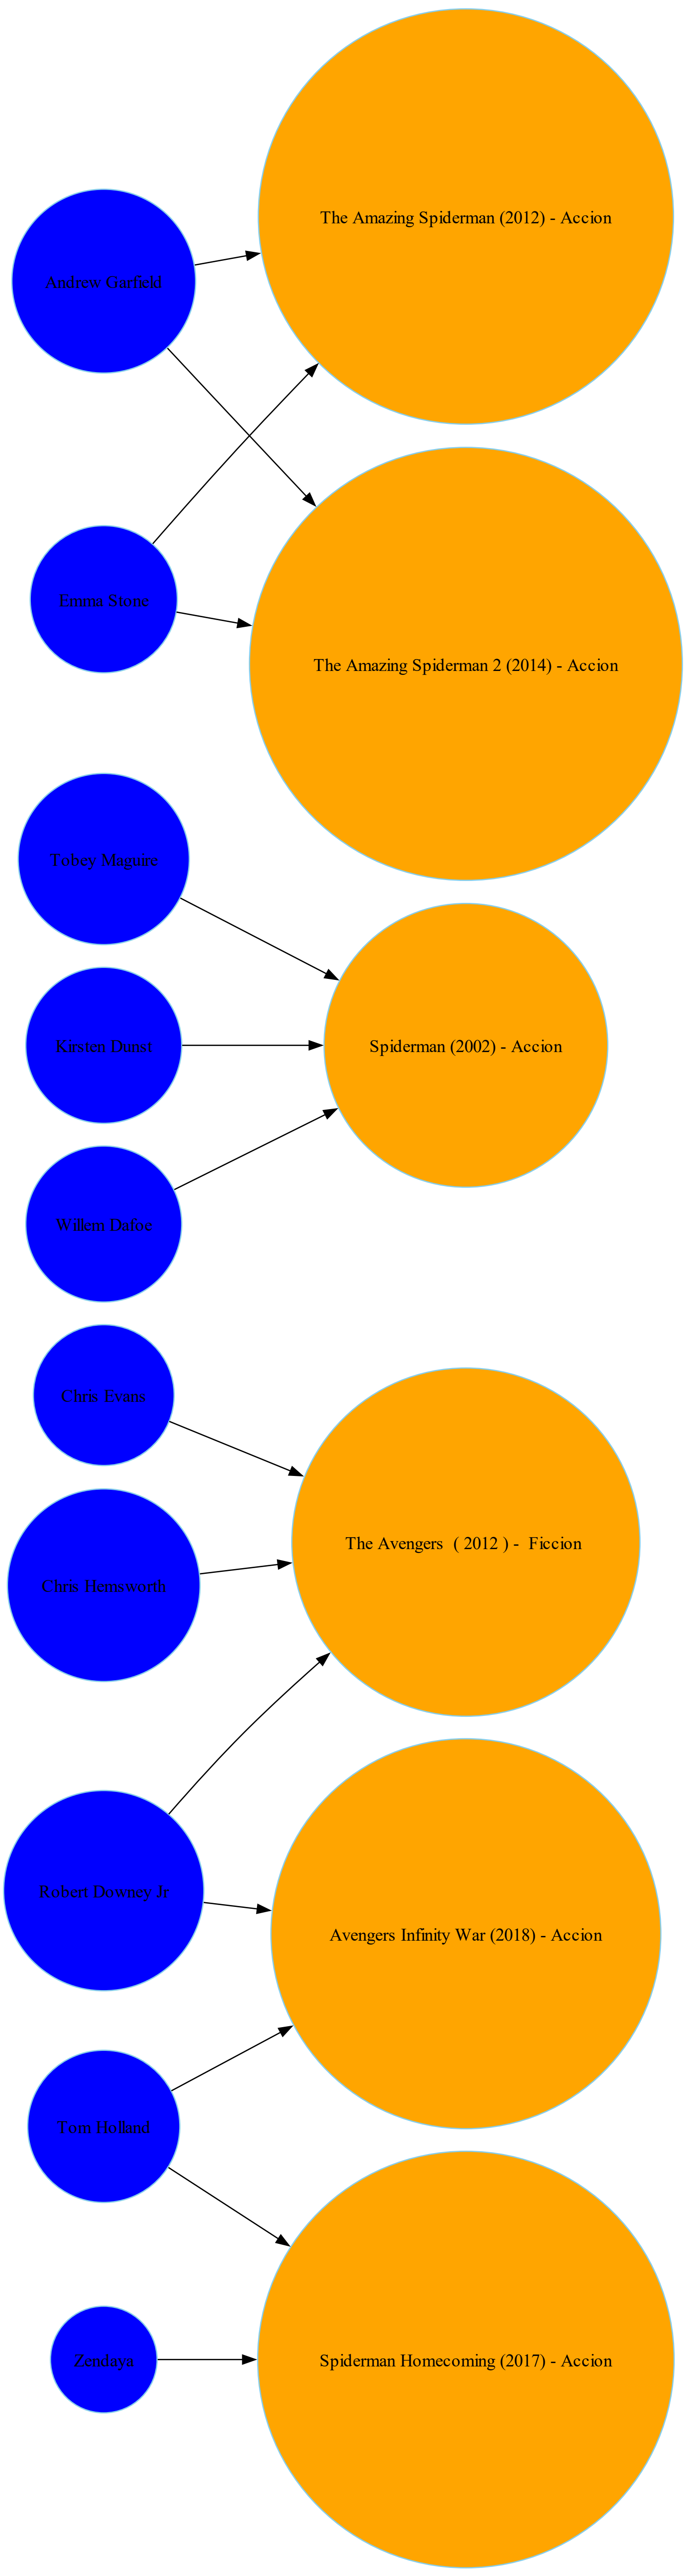 The Amazing Spiderman (2012) - Accion
Andrew Garfield
Emma Stone
The Amazing Spiderman 2 (2014) - Accion
Tobey Maguire
Kirsten Dunst
Spiderman (2002) - Accion
Willem Dafoe
Chris Evans
The Avengers  ( 2012 ) -  Ficcion
Chris Hemsworth
Robert Downey Jr
Avengers Infinity War (2018) - Accion
Tom Holland
Zendaya
Spiderman Homecoming (2017) - Accion